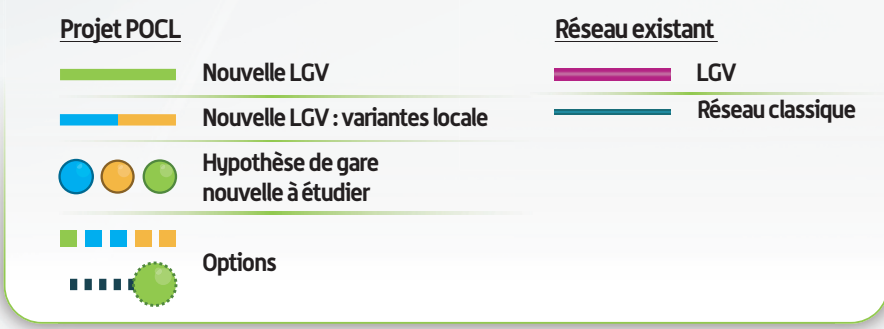 Projet POCL
Nouvelle LGV
Nouvelle LGV : variantes locale
Hypothèse de gare
nouvelle à étudier
Options
Réseau existant
LGV
Réseau classique